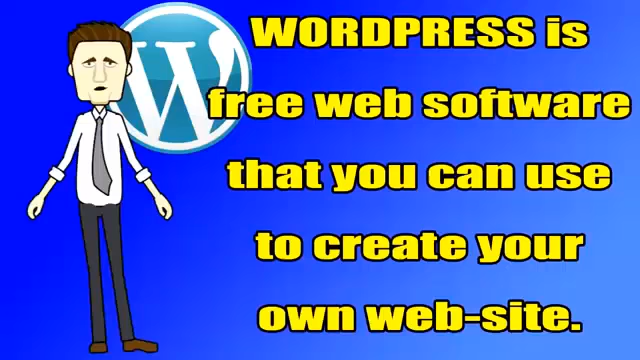 WORDPRESS is
free web software
that you can use
to create your
own web-site.
W